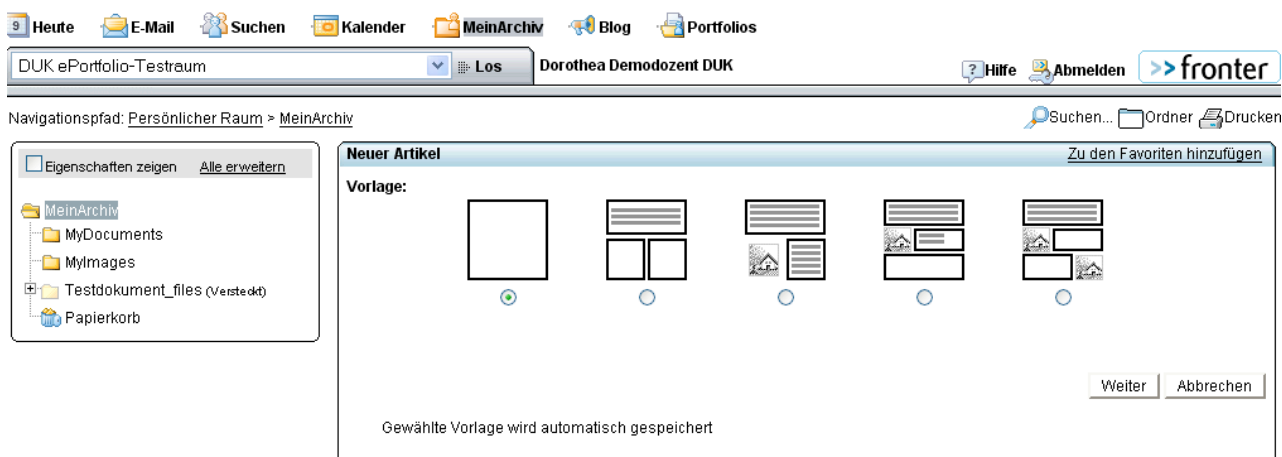 9 Heute E-Mail Suchen Kalender MeinArchiv Blog Portfolios
DUK ePortfolio-Testraum Los Dorothea Demodozent DUK ? Hilfe Abmelden >> fronter
Navigationspfad: Persönlicher Raum > MeinArchiv Suchen... Ordner Drucken
Eigenschaften zeigen Alle erweitern
MeinArchiv
MyDocuments
MyImages
Testdokument_files (Versteckt)
Papierkorb
Neuer Artikel Zu den Favoriten hinzufügen
Vorlage:
Weiter Abbrechen
Gewählte Vorlage wird automatisch gespeichert